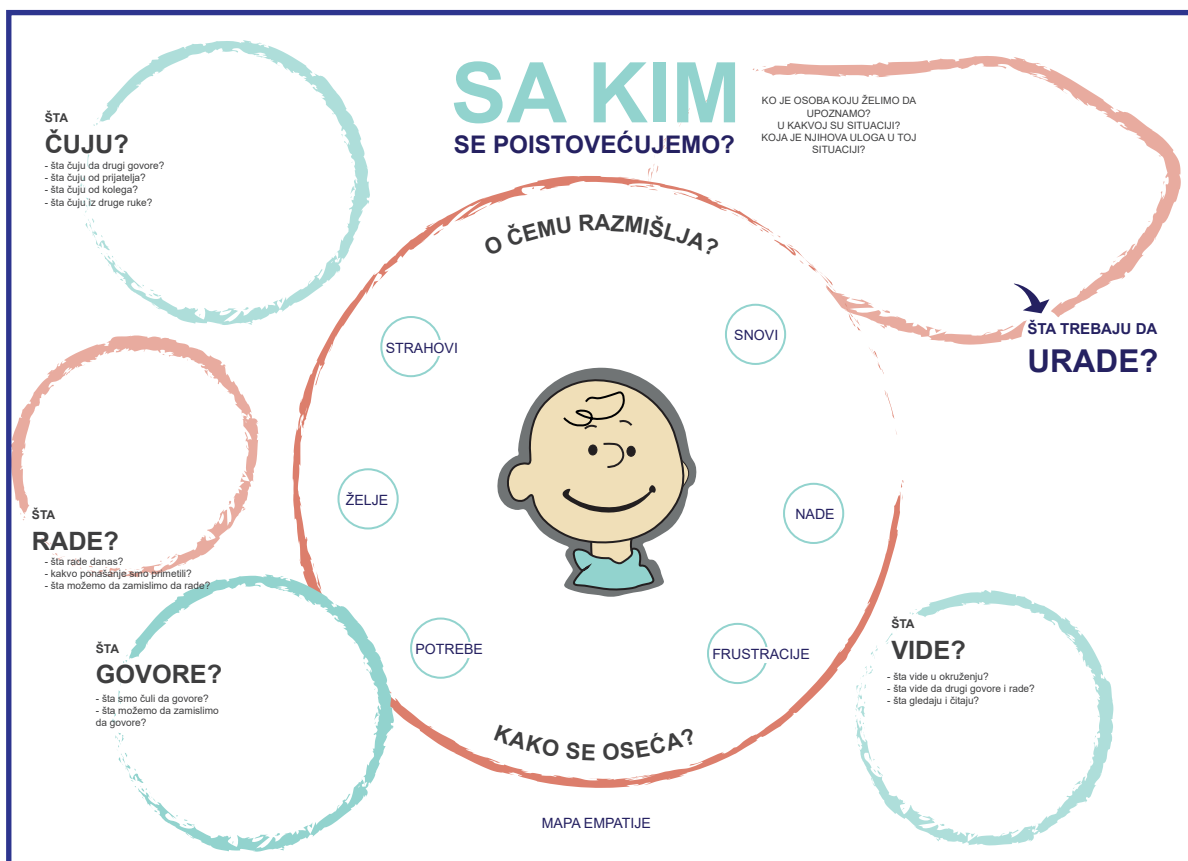 SA KIM
SE POISTOVEĆUJEMO?
KO JE OSOBA KOJU ŽELIMO DA
UPOZNAMO?
U KAKVOJ SU SITUACIJI?
KOJA JE NJIHOVA ULOGA U TOJ
SITUACIJI?
ŠTA
ČUJU?
- šta čuju da drugi govore?
- šta čuju od prijatelja?
- šta čuju od kolega?
- šta čuju iz druge ruke?
O ČEMU RAZMIŠLJA?
STRAHOVI
SNOVI
ŠTA TREBAJU DA
URADE?
ŽELJE
NADE
ŠTA
RADE?
- šta rade danas?
- kakvo ponašanje smo primetili?
- šta možemo da zamislimo da rade?
POTREBE
FRUSTRACIJE
ŠTA
GOVORE?
- šta smo čuli da govore?
- šta možemo da zamislimo
da govore?
ŠTA
VIDE?
- šta vide u okruženju?
- šta vide da drugi govore i rade?
- šta gledaju i čitaju?
KAKO SE OSEĆA?
MAPA EMPATIJE